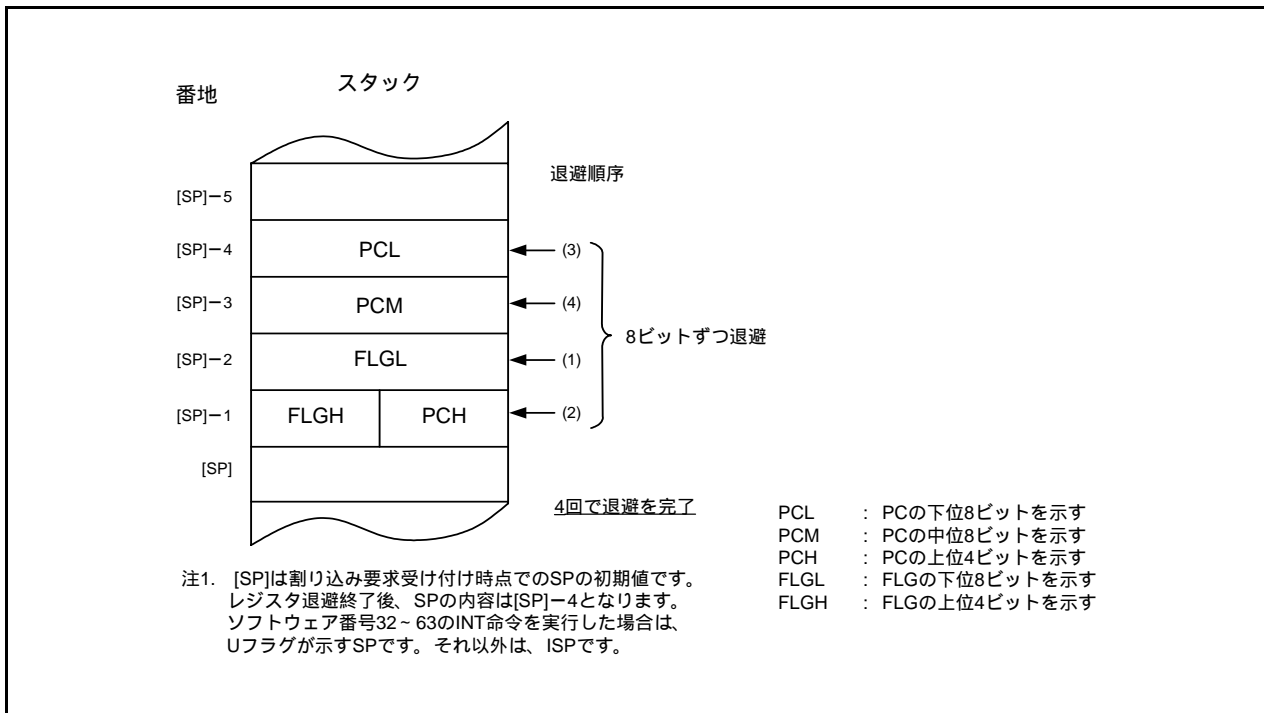 番地
スタック
退避順序
[SP]ー5
[SP]ー4
PCL
(3)
[SP]ー3
PCM
(4)
8ビットずつ退避
[SP]ー2
FLGL
(1)
[SP]ー1
FLGH
PCH
(2)
[SP]
4回で退避を完了
PCL : PCの下位8ビットを示す
PCM : PCの中位8ビットを示す
PCH : PCの上位4ビットを示す
FLGL : FLGの下位8ビットを示す
FLGH : FLGの上位4ビットを示す
注1. [SP]は割り込み要求受け付け時点でのSPの初期値です。
レジスタ退避終了後、SPの内容は[SP]ー4となります。
ソフトウェア番号32~63のINT命令を実行した場合は、
Uフラグが示すSPです。それ以外は、ISPです。